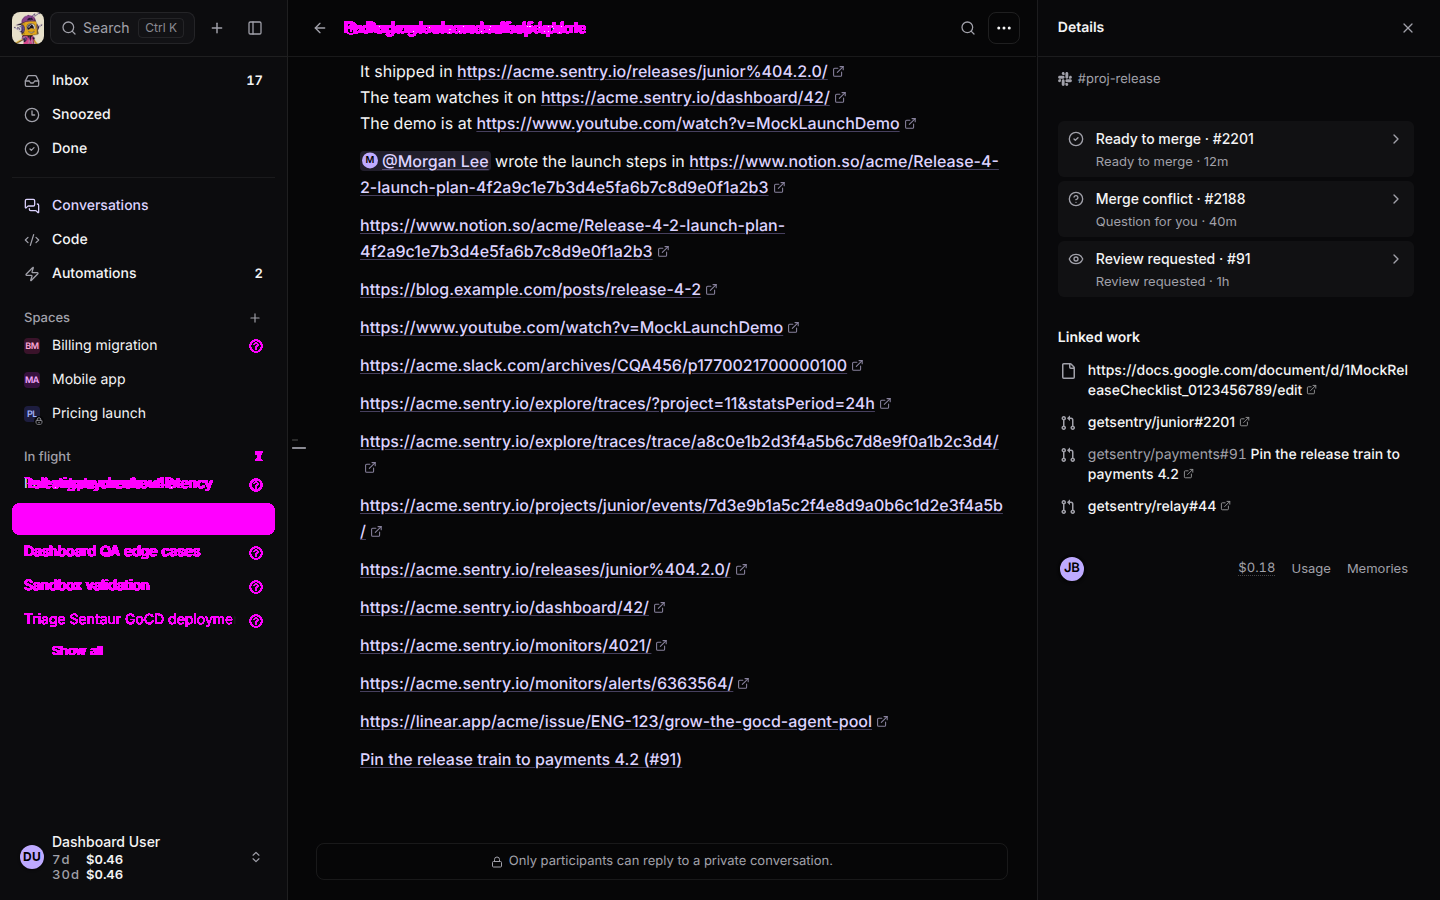 Search Ctrl K
Inbox 17
Snoozed
Done
Conversations
Code
Automations 2
Spaces
BM Billing migration
MA Mobile app
PL Pricing launch
In flight
Dashboard QA edge cases
Sandbox validation
Triage Sentaur GoCD deployme
Show all
DU Dashboard User
7d $0.46
30d $0.46
It shipped in https://acme.sentry.io/releases/junior%404.2.0/
The team watches it on https://acme.sentry.io/dashboard/42/
The demo is at https://www.youtube.com/watch?v=MockLaunchDemo
M @Morgan Lee wrote the launch steps in https://www.notion.so/acme/Release-4-
2-launch-plan-4f2a9c1e7b3d4e5fa6b7c8d9e0f1a2b3
https://www.notion.so/acme/Release-4-2-launch-plan-
4f2a9c1e7b3d4e5fa6b7c8d9e0f1a2b3
https://blog.example.com/posts/release-4-2
https://www.youtube.com/watch?v=MockLaunchDemo
https://acme.slack.com/archives/CQA456/p1770021700000100
https://acme.sentry.io/explore/traces/?project=11&statsPeriod=24h
https://acme.sentry.io/explore/traces/trace/a8c0e1b2d3f4a5b6c7d8e9f0a1b2c3d4/
https://acme.sentry.io/projects/junior/events/7d3e9b1a5c2f4e8d9a0b6c1d2e3f4a5b
/
https://acme.sentry.io/releases/junior%404.2.0/
https://acme.sentry.io/dashboard/42/
https://acme.sentry.io/monitors/4021/
https://acme.sentry.io/monitors/alerts/6363564/
https://linear.app/acme/issue/ENG-123/grow-the-gocd-agent-pool
Pin the release train to payments 4.2 (#91)
Only participants can reply to a private conversation.
Details
#proj-release
Ready to merge · #2201
Ready to merge · 12m
Merge conflict · #2188
Question for you · 40m
Review requested · #91
Review requested · 1h
Linked work
https://docs.google.com/document/d/1MockRel
easeChecklist_0123456789/edit
getsentry/junior#2201
getsentry/payments#91 Pin the release train to
payments 4.2
getsentry/relay#44
JB $0.18 Usage Memories